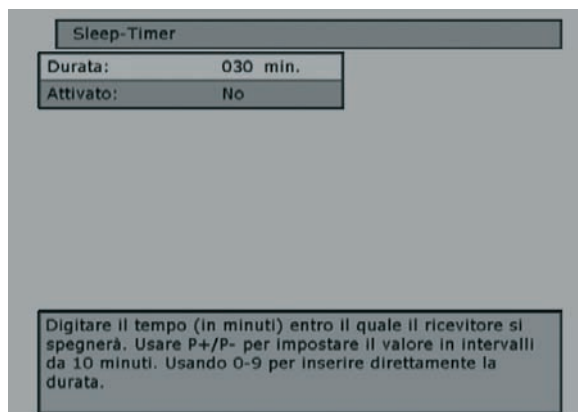 Sleep-Timer
Durata: 030 min.
Attivato: No
Digitare il tempo (in minuti) entro il quale il ricevitore si
spegnerá. Usare P+/P- per impostare il valore in intervalli
da 10 minuti. Usando 0-9 per inserire direttamente la
durata.